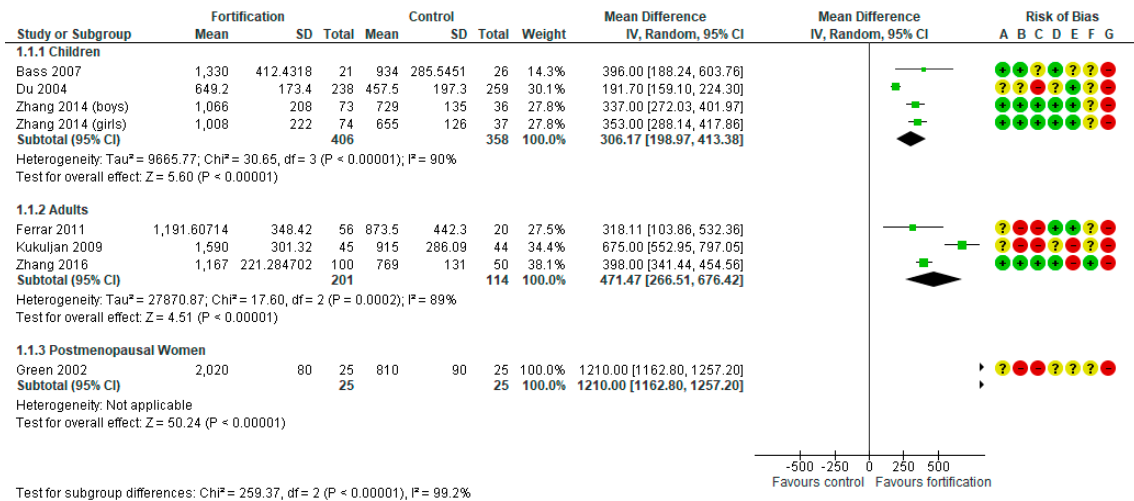 Fortification Control Mean Difference Mean Difference Risk of Bias
Study or Subgroup Mean SD Total Mean SD Total Weight IV, Random, 95% CI IV, Random, 95% CI A B C D E F G
1.1.1 Children
Bass 2007 1,330 412.4318 21 934 285.5451 26 14.3% 396.00 [188.24, 603.76] + + ? + ? ? −
Du 2004 649.2 173.4 238 457.5 197.3 259 30.1% 191.70 [159.10, 224.30] ? ? − ? + ? −
Zhang 2014 (boys) 1,066 208 73 729 135 36 27.8% 337.00 [272.03, 401.97] + + + + + ? −
Zhang 2014 (girls) 1,008 222 74 655 126 37 27.8% 353.00 [288.14, 417.86] + + + + + ? −
Subtotal (95% CI) 406 358 100.0% 306.17 [198.97, 413.38]
Heterogeneity: Tau² = 9665.77; Chi² = 30.65, df = 3 (P < 0.00001); I² = 90%
Test for overall effect: Z = 5.60 (P < 0.00001)
1.1.2 Adults
Ferrar 2011 1,191.60714 348.42 56 873.5 442.3 20 27.5% 318.11 [103.86, 532.36] ? − − + + ? −
Kukuljan 2009 1,590 301.32 45 915 286.09 44 34.4% 675.00 [552.95, 797.05] ? − − ? ? ? −
Zhang 2016 1,167 221.284702 100 769 131 50 38.1% 398.00 [341.44, 454.56] + + + + − ? −
Subtotal (95% CI) 201 114 100.0% 471.47 [266.51, 676.42]
Heterogeneity: Tau² = 27870.87; Chi² = 17.60, df = 2 (P = 0.0002); I² = 89%
Test for overall effect: Z = 4.51 (P < 0.00001)
1.1.3 Postmenopausal Women
Green 2002 2,020 80 25 810 90 25 100.0% 1210.00 [1162.80, 1257.20] ? − − ? ? ? −
Subtotal (95% CI) 25 25 100.0% 1210.00 [1162.80, 1257.20]
Heterogeneity: Not applicable
Test for overall effect: Z = 50.24 (P < 0.00001)
-500 -250 0 250 500
Favours control Favours fortification
Test for subgroup differences: Chi² = 259.37, df = 2 (P < 0.00001), I² = 99.2%